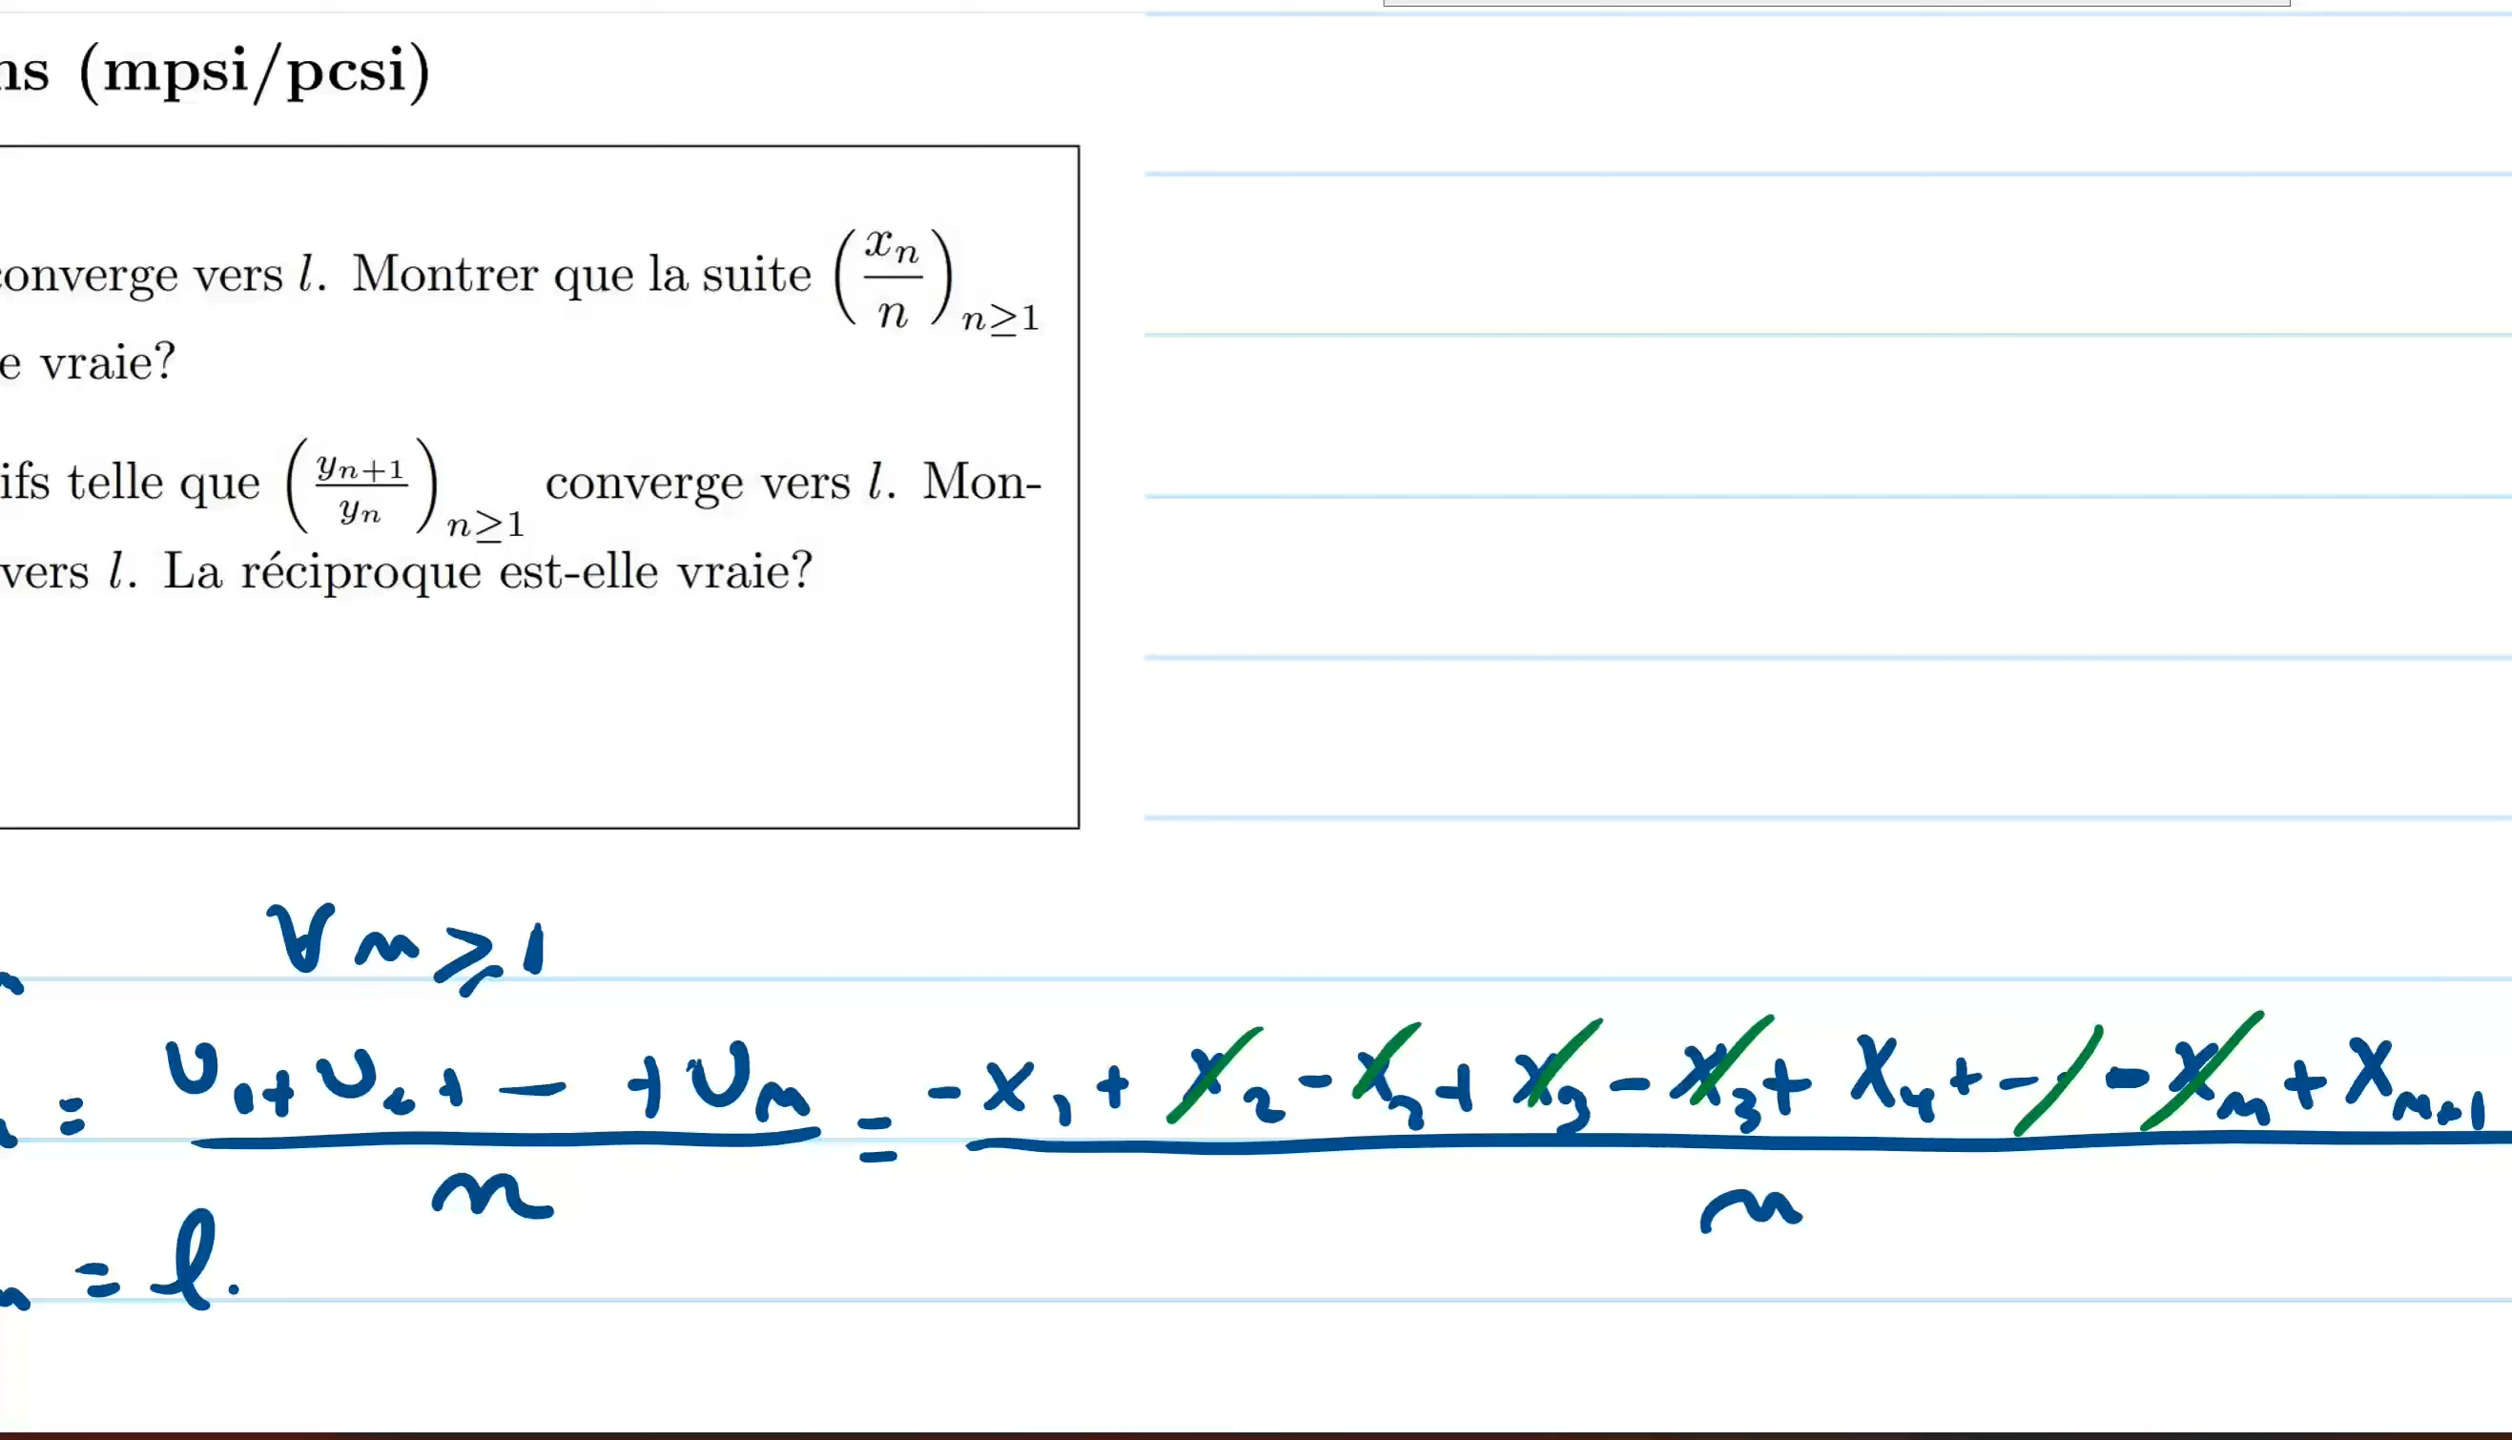 ns (mpsi/pcsi)
converge vers l. Montrer que la suite (x_n/n)_{n≥1}
e vraie?
ifs telle que (y_{n+1}/y_n)_{n≥1} converge vers l. Mon-
vers l. La réciproque est-elle vraie?
∀ n ≥ 1
n
= (U_1 + U_2 + — + U_n)/n = (-x_1 + x_2 - x_2 + x_3 - x_3 + x_4 + - - - x_n + x_{n+1})/n
n = l.